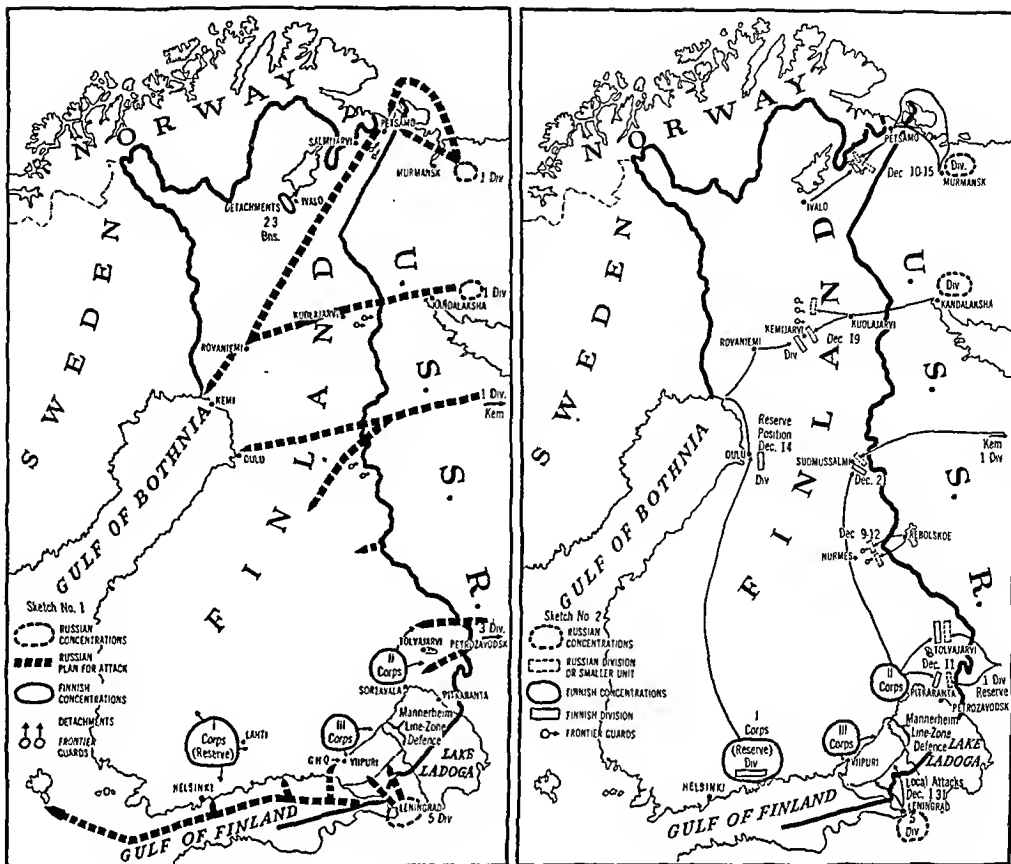 NORWAY
PETSAMO
SALMIJARVI
MURMANSK
1 Div
IVALO
DETACHMENTS
2 3
Bns.
SWEDEN
FINLAND
U.S.S.R.
KUOLAJARVI
1 Div
KANDALAKSHA
ROVANIEMI
KEMI
1 Div.
Kem
OULU
GULF OF BOTHNIA
Sketch No. 1
RUSSIAN
CONCENTRATIONS
RUSSIAN
PLAN FOR ATTACK
FINNISH
CONCENTRATIONS
DETACHMENTS
FRONTIER
GUARDS
3 Div.
PETROZAVODSK
TOLVAJARVI
II
Corps
SORTAVALA
PITKARANTA
Mannerheim
Line-Zone
Defence
III
Corps
I
Corps
(Reserve)
LAHTI
GHQ
VIIPURI
LAKE
LADOGA
HELSINKI
LENINGRAD
5 Div
GULF OF FINLAND
NORWAY
PETSAMO
Dec 10-15
Div.
MURMANSK
IVALO
SWEDEN
FINLAND
U.S.S.R.
Div
KANDALAKSHA
KUOLAJARVI
KEMIJARVI
Dec 19
ROVANIEMI
Div
Reserve
Position
Dec. 14
OULU
Div
Kem
1 Div
SUOMUSSALMI
Dec. 21
GULF OF BOTHNIA
Dec 9-12
REBOLSKOE
NURMES
Sketch No. 2
RUSSIAN
CONCENTRATIONS
RUSSIAN DIVISION
OR SMALLER UNIT
FINNISH CONCENTRATIONS
FINNISH DIVISION
FRONTIER GUARDS
TOLVAJARVI
Dec. 11
II
Corps
1 Div
Reserve
PITKARANTA
PETROZAVODSK
Mannerheim
Line-Zone
Defence
LAKE
LADOGA
III
Corps
VIIPURI
I
Corps
(Reserve)
Div
Local Attacks
Dec. 1 31
HELSINKI
LENINGRAD
5
Div
GULF OF FINLAND